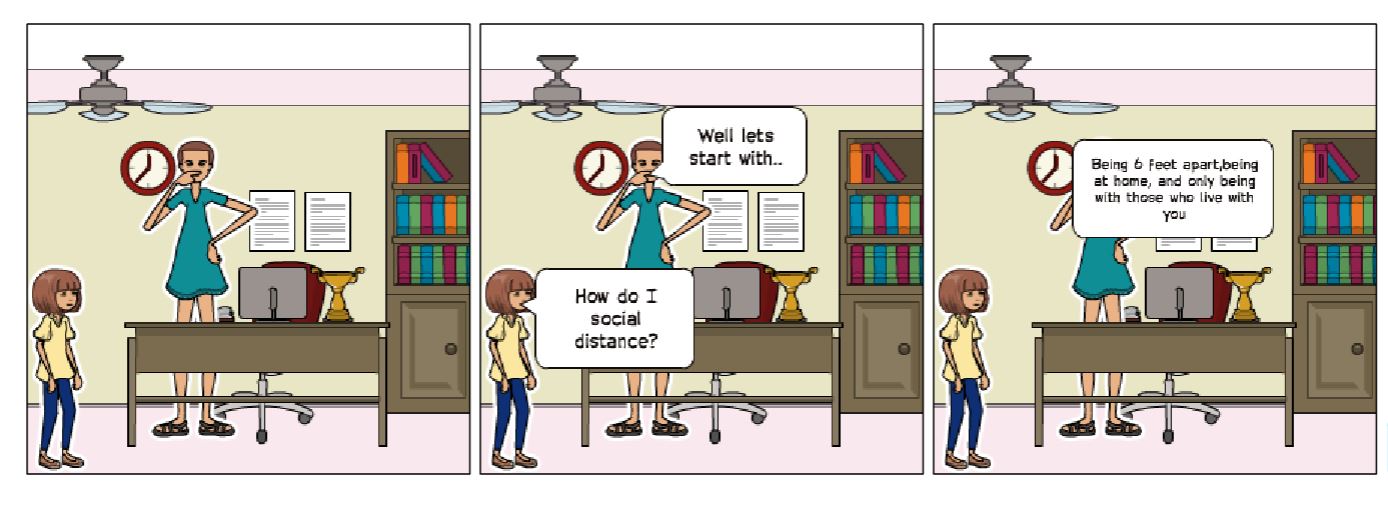 How do I
social
distance?
Well lets
start with..
Being 6 feet apart,being
at home, and only being
with those who live with
you